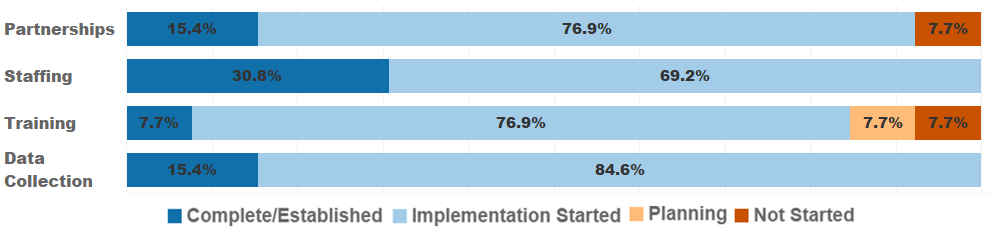 Partnerships 15.4% 76.9% 7.7%
Staffing 30.8% 69.2%
Training 7.7% 76.9% 7.7% 7.7%
Data
Collection 15.4% 84.6%
Complete/Established Implementation Started Planning Not Started